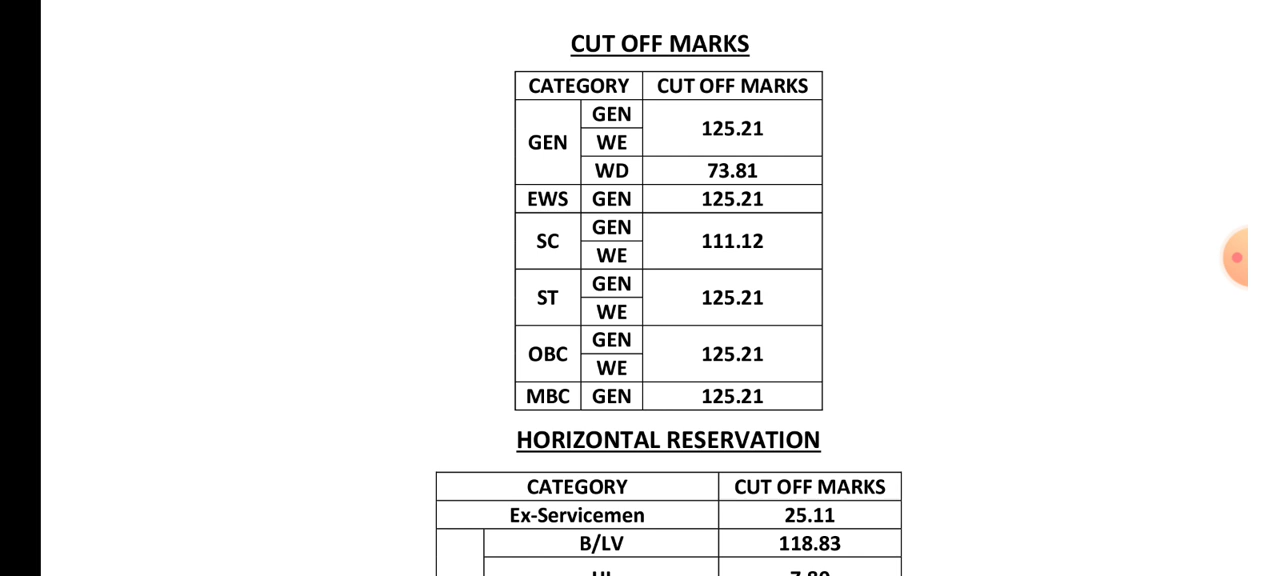 CUT OFF MARKS
CATEGORY CUT OFF MARKS
GEN GEN 125.21
WE
WD 73.81
EWS GEN 125.21
SC GEN 111.12
WE
ST GEN 125.21
WE
OBC GEN 125.21
WE
MBC GEN 125.21
HORIZONTAL RESERVATION
CATEGORY CUT OFF MARKS
Ex-Servicemen 25.11
B/LV 118.83